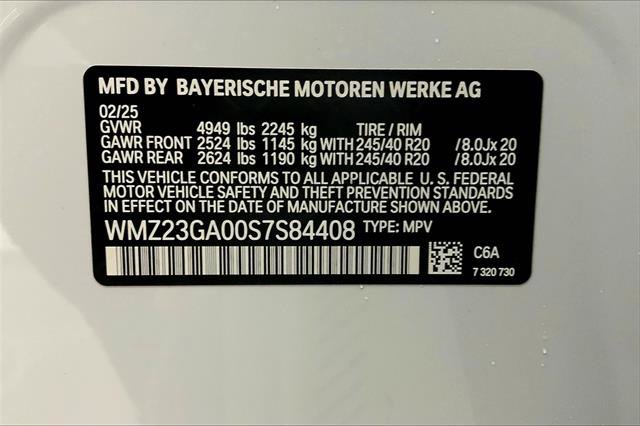 MFD BY BAYERISCHE MOTOREN WERKE AG
02/25
GVWR 4949 lbs 2245 kg TIRE / RIM
GAWR FRONT 2524 lbs 1145 kg WITH 245/40 R20 /8.0Jx 20
GAWR REAR 2624 lbs 1190 kg WITH 245/40 R20 /8.0Jx 20
THIS VEHICLE CONFORMS TO ALL APPLICABLE U. S. FEDERAL
MOTOR VEHICLE SAFETY AND THEFT PREVENTION STANDARDS
IN EFFECT ON THE DATE OF MANUFACTURE SHOWN ABOVE.
WMZ23GA00S7S84408 TYPE: MPV
C6A
7 320 730